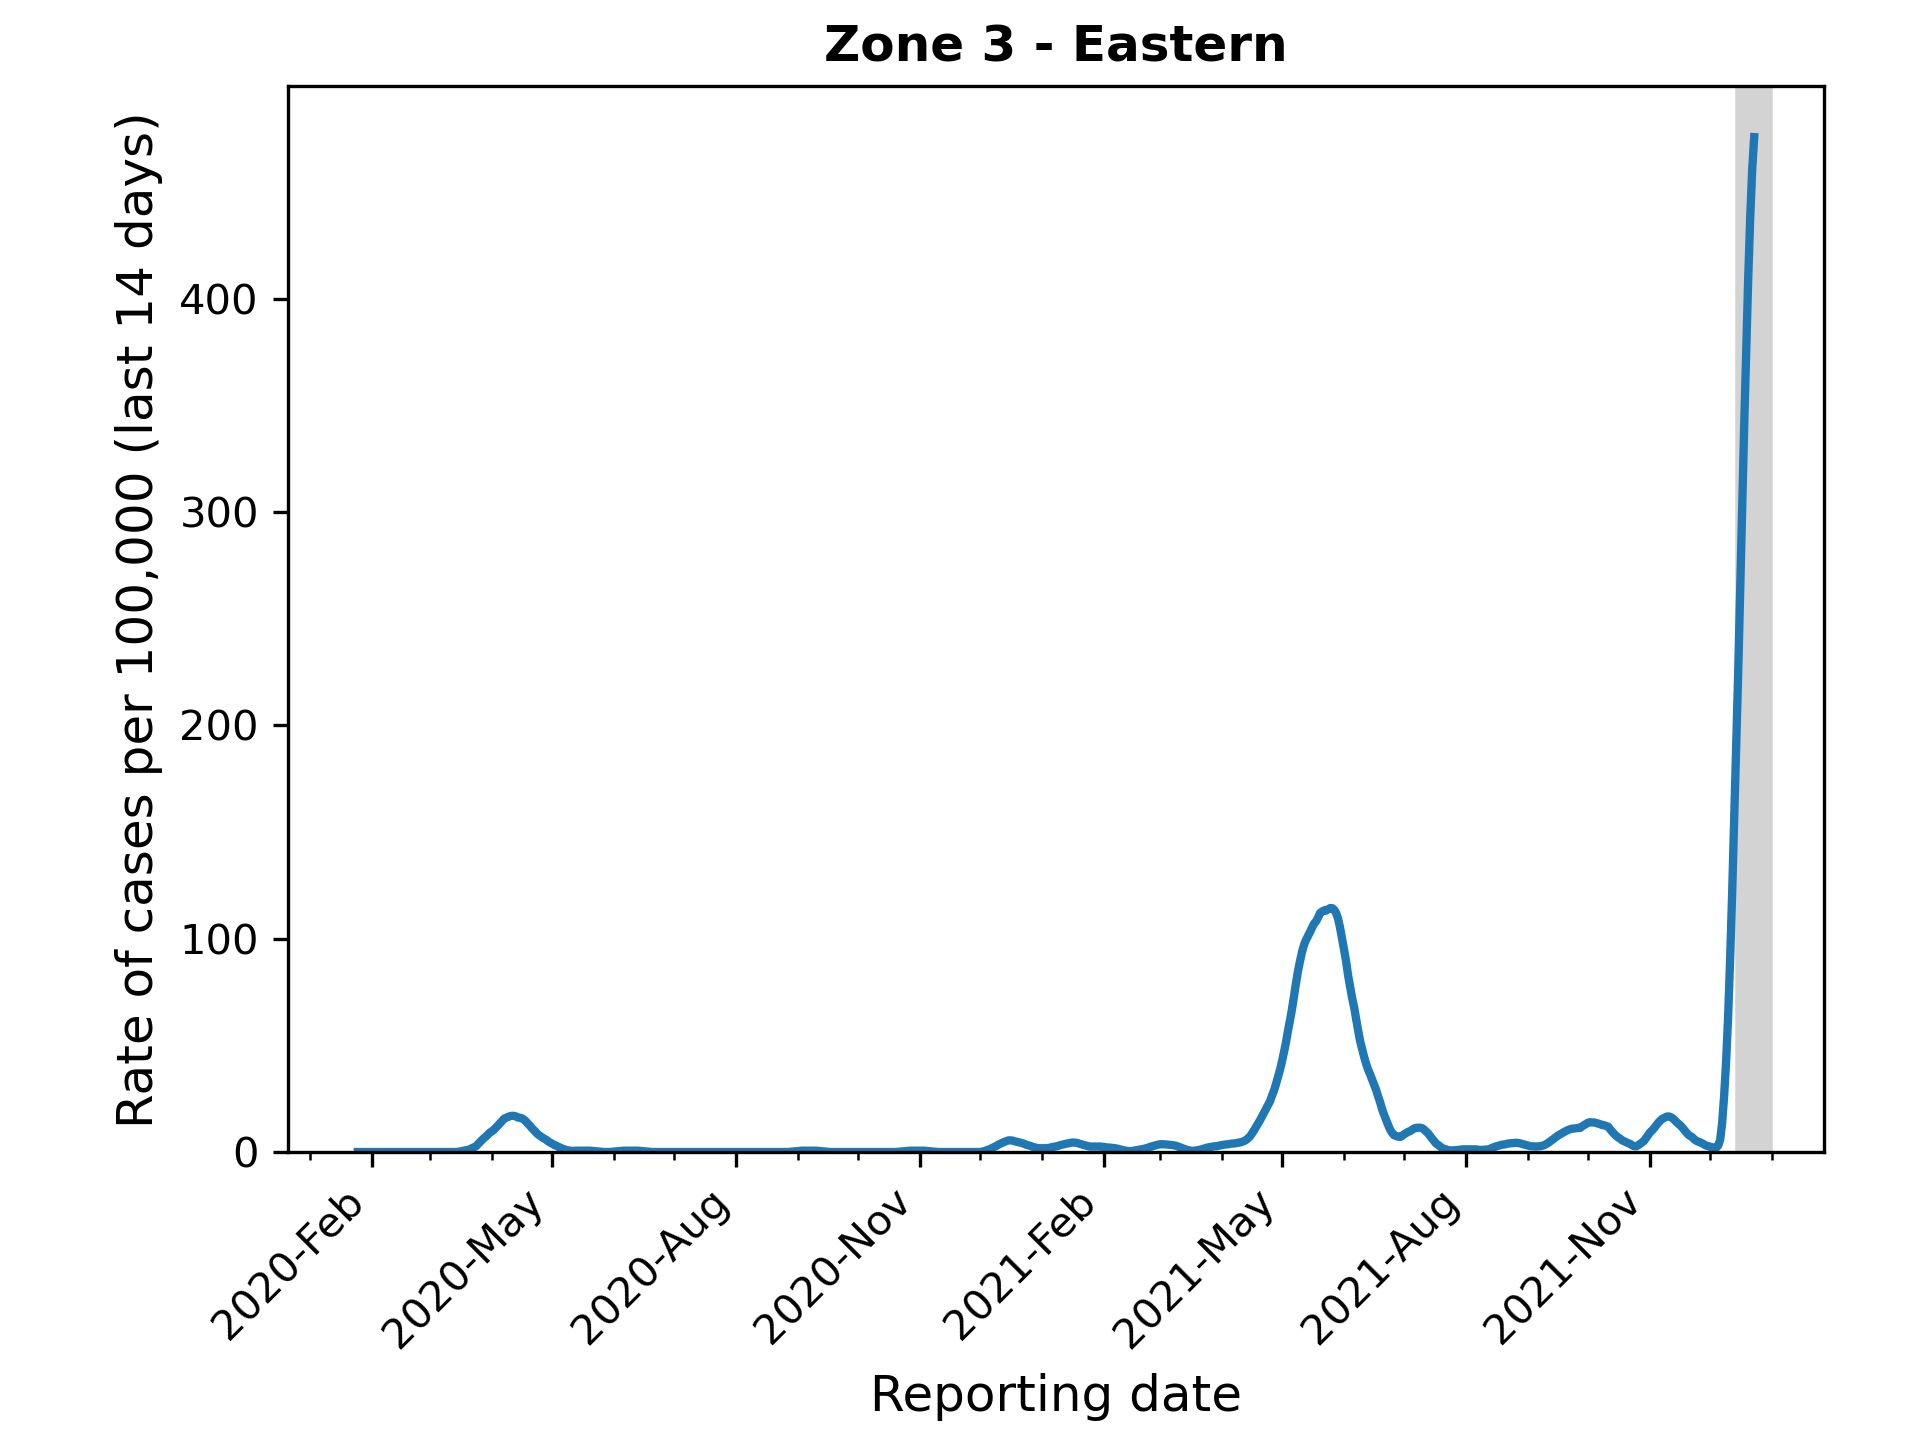 Zone 3 - Eastern
Rate of cases per 100,000 (last 14 days)
400
300
200
100
0
2020-Feb
2020-May
2020-Aug
2020-Nov
2021-Feb
2021-May
2021-Aug
2021-Nov
Reporting date